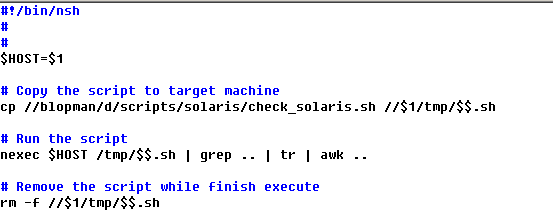 #!/bin/nsh
#
#
$HOST=$1
# Copy the script to target machine
cp //blopman/d/scripts/solaris/check_solaris.sh //$1/tmp/$$.sh
# Run the script
nexec $HOST /tmp/$$.sh | grep .. | tr | awk ..
# Remove the script while finish execute
rm -f //$1/tmp/$$.sh